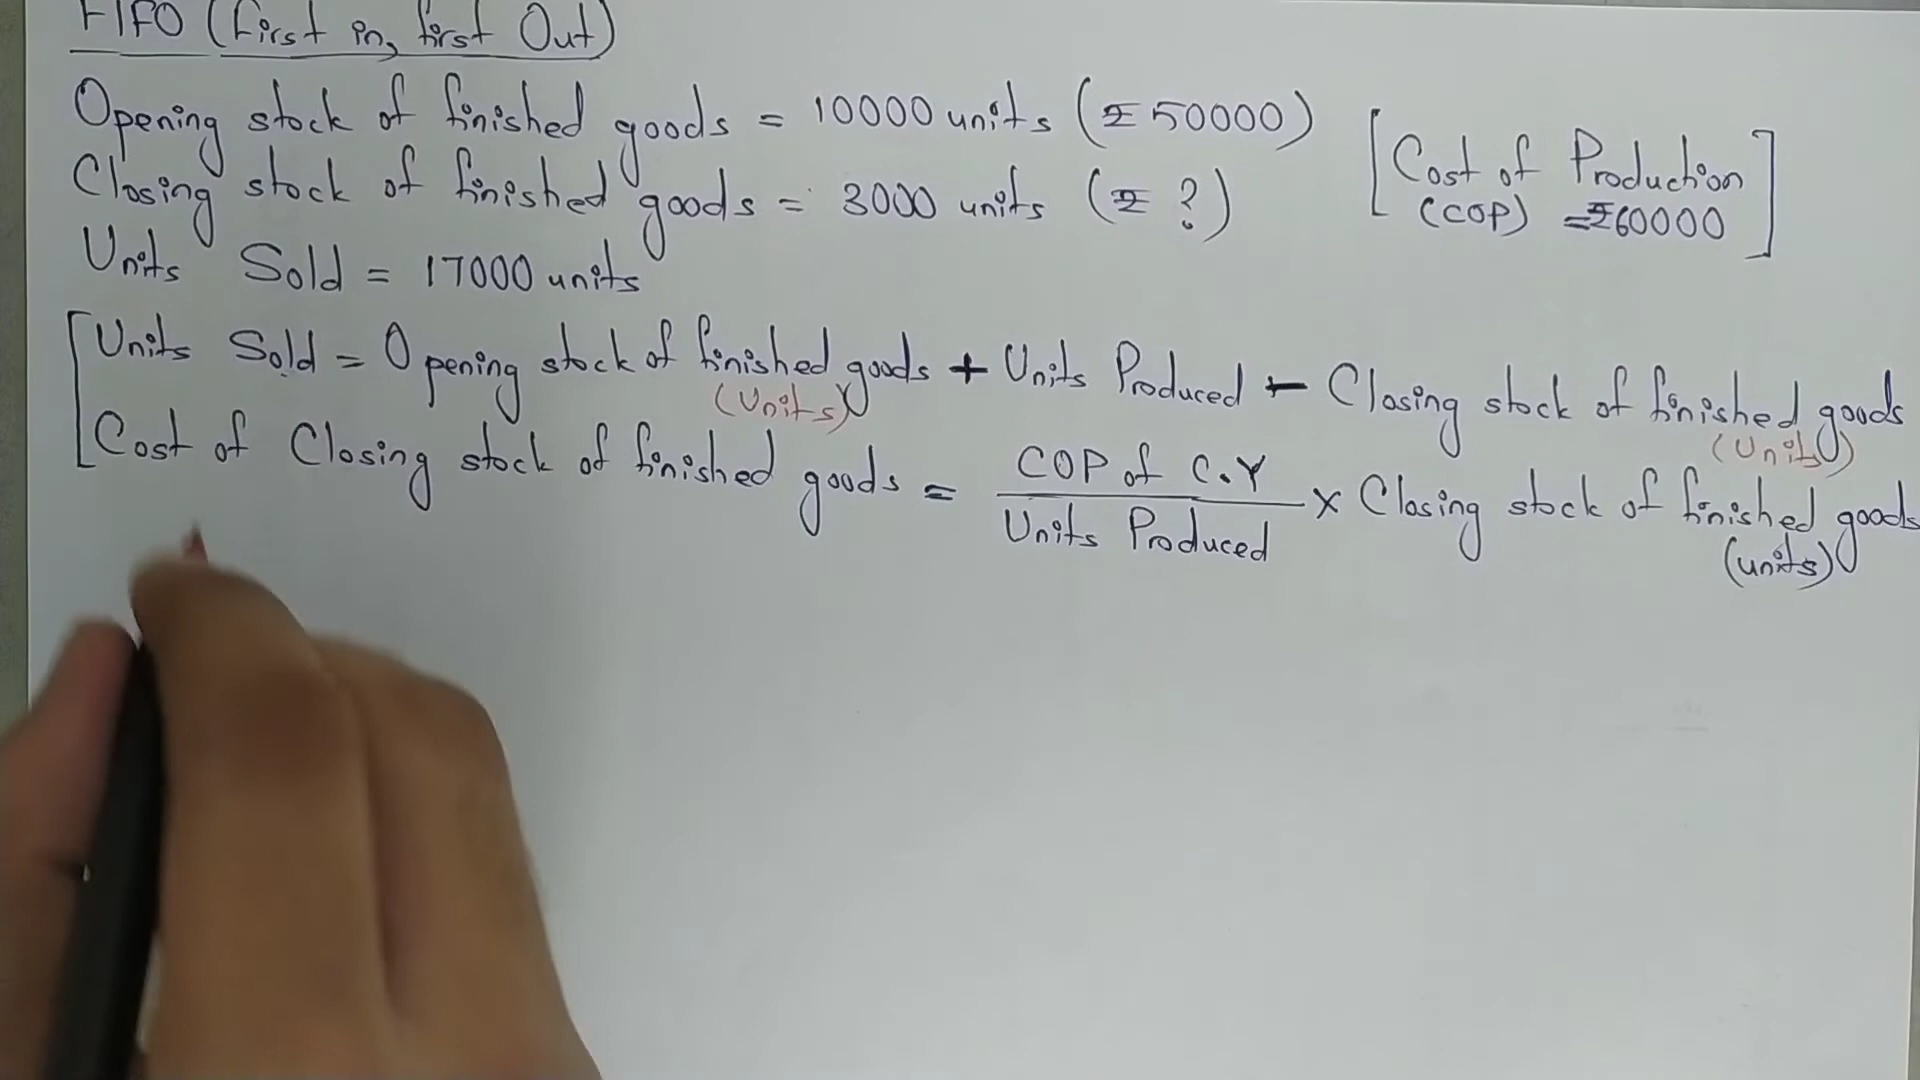 FIFO (First in, first Out)
Opening stock of finished goods = 10000 units (₹ 50000)
Closing stock of finished goods = 3000 units (₹ ?)
[Cost of Production
(COP) = ₹60000]
Units Sold = 17000 units
[Units Sold = Opening stock of finished goods + Units Produced - Closing stock of finished goods
(Units) (Units)
Cost of Closing stock of finished goods = COP of C.Y / Units Produced × Closing stock of finished goods
(units)